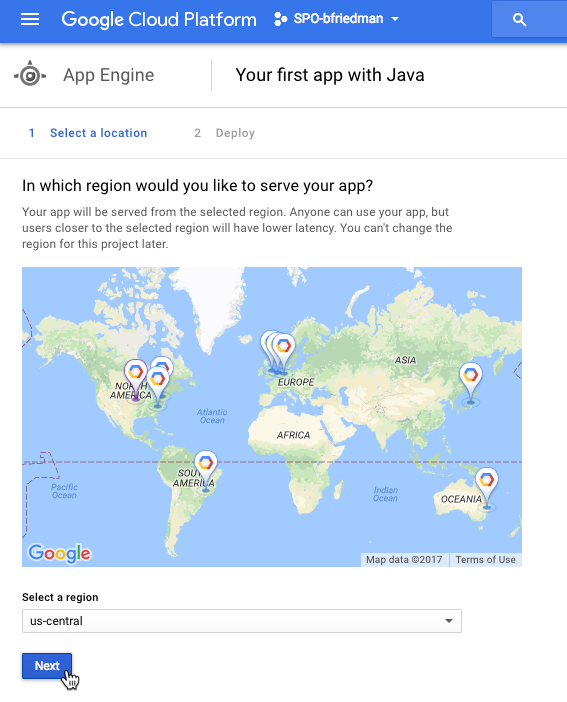 Google Cloud Platform SPO-bfriedman
App Engine Your first app with Java
1 Select a location 2 Deploy
In which region would you like to serve your app?
Your app will be served from the selected region. Anyone can use your app, but
users closer to the selected region will have lower latency. You can't change the
region for this project later.
ASIA
EUROPE
NORTH
AMERICA
Atlantic
Ocean
AFRICA
SOUTH
AMERICA
Pacific
Ocean
Indian
Ocean
OCEANIA
Google
Map data ©2017 Terms of Use
Select a region
us-central
Next